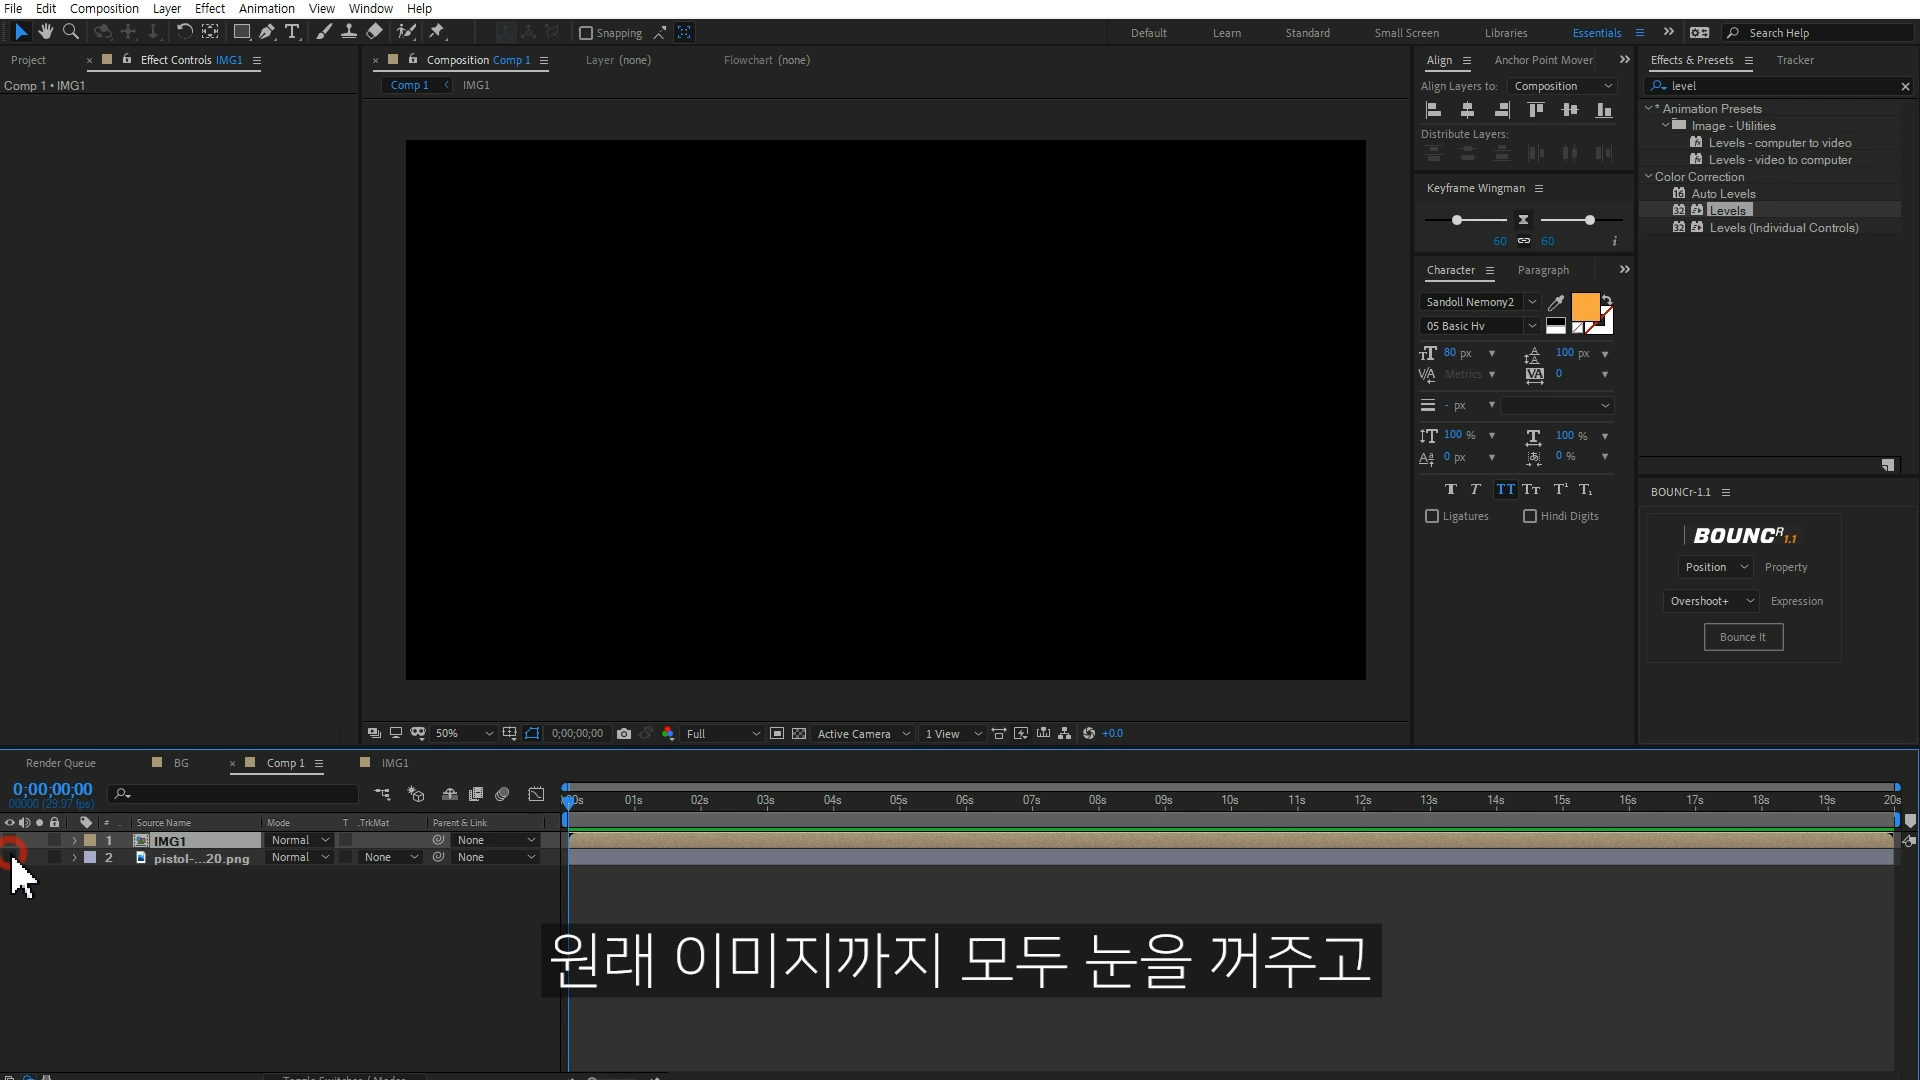 File Edit Composition Layer Effect Animation View Window Help
Snapping Default Learn Standard Small Screen Libraries Essentials Search Help
Project Effect Controls IMG1
Comp 1 • IMG1
Composition Comp 1 Layer (none) Flowchart (none)
Comp 1 IMG1
Align Anchor Point Mover
Align Layers to: Composition
Distribute Layers:
Keyframe Wingman
60 60
Character Paragraph
Sandoll Nemony2
05 Basic Hv
80 px 100 px
Metrics 0
- px
100 % 100 %
0 px 0 %
Ligatures Hindi Digits
Effects & Presets Tracker
level
* Animation Presets
Image - Utilities
Levels - computer to video
Levels - video to computer
Color Correction
Auto Levels
Levels
Levels (Individual Controls)
BOUNCr-1.1
BOUNCR 1.1
Position Property
Overshoot+ Expression
Bounce It
50% 0;00;00;00 Full Active Camera 1 View +0.0
Render Queue BG Comp 1 IMG1
0;00;00;00
00000 (29.97 fps)
01s 02s 03s 04s 05s 06s 07s 08s 09s 10s 11s 12s 13s 14s 15s 16s 17s 18s 19s 20s
# Source Name Mode T .TrkMat Parent & Link
1 IMG1 Normal None
2 pistol-...20.png Normal None None
원래 이미지까지 모두 눈을 꺼주고